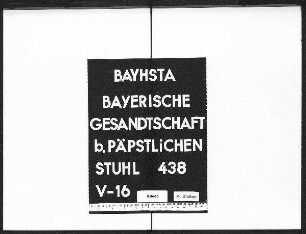 BAYHSTA
BAYERISCHE
GESANDTSCHAFT
b, PÄPSTLiCHEN
STUHL 438
V-16